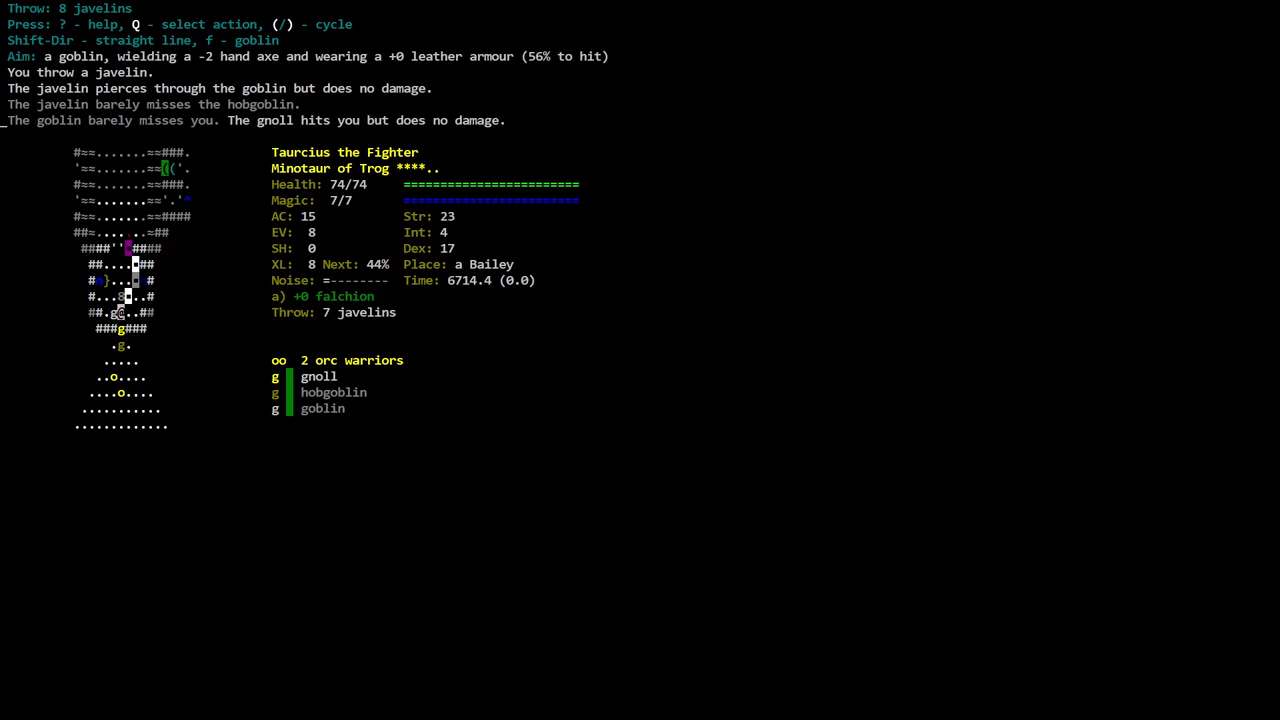 Throw: 8 javelins
Press: ? - help, Q - select action, (/) - cycle
Shift-Dir - straight line, f - goblin
Aim: a goblin, wielding a -2 hand axe and wearing a +0 leather armour (56% to hit)
You throw a javelin.
The javelin pierces through the goblin but does no damage.
The javelin barely misses the hobgoblin.
_The goblin barely misses you. The gnoll hits you but does no damage.
#≈≈.......≈≈###. Taurcius the Fighter
'≈≈.......≈≈(('. Minotaur of Trog ****..
#≈≈.......≈≈###. Health: 74/74 ========================
'≈≈.......≈≈'.'^ Magic: 7/7 ========================
#≈≈.......≈≈#### AC: 15 Str: 23
##≈.......≈## EV: 8 Int: 4
####'' #### SH: 0 Dex: 17
##.... ## XL: 8 Next: 44% Place: a Bailey
# }... # Noise: =-------- Time: 6714.4 (0.0)
#...8 ..# a) +0 falchion
##.g@..## Throw: 7 javelins
###g###
.g.
..... oo 2 orc warriors
..o.... g gnoll
....o.... g hobgoblin
........... g goblin
.............